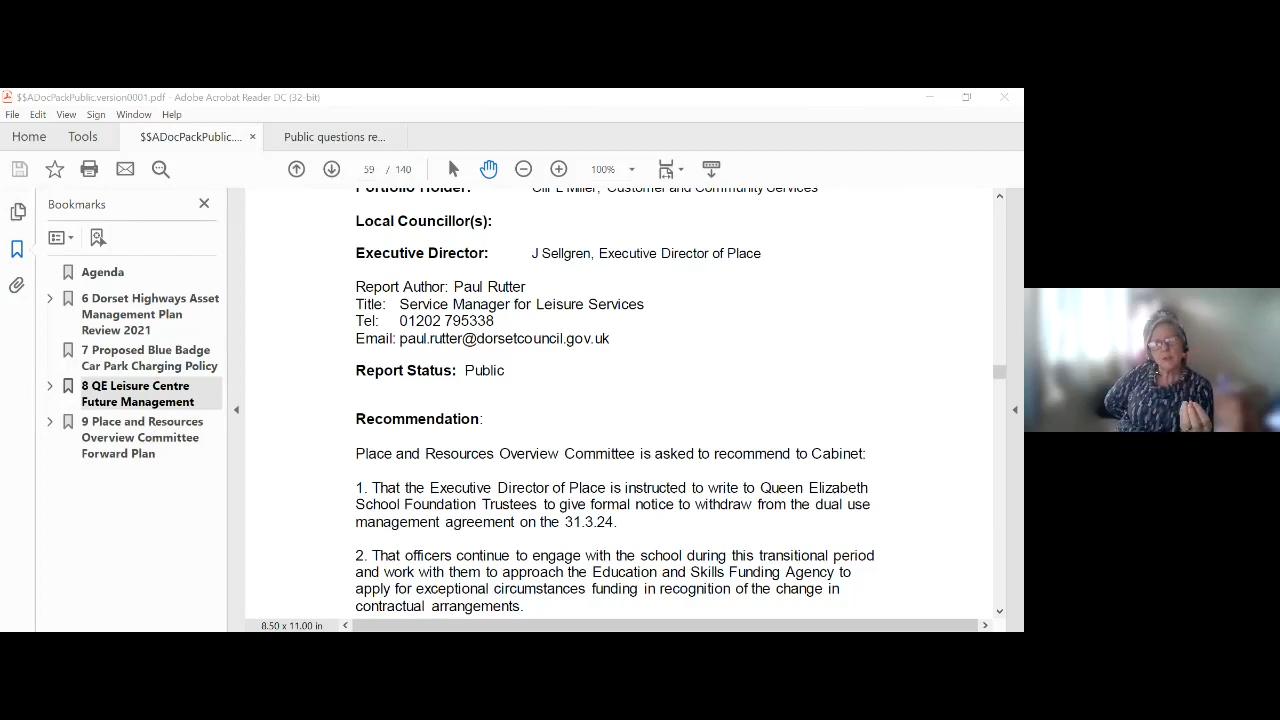 $$ADocPackPublic.version0001.pdf - Adobe Acrobat Reader DC (32-bit)
File Edit View Sign Window Help
Home Tools $$ADocPackPublic.... × Public questions re...
59 / 140 100%
Bookmarks
Agenda
6 Dorset Highways Asset
Management Plan
Review 2021
7 Proposed Blue Badge
Car Park Charging Policy
8 QE Leisure Centre
Future Management
9 Place and Resources
Overview Committee
Forward Plan
Portfolio Holder: Cllr L Miller, Customer and Community Services
Local Councillor(s):
Executive Director: J Sellgren, Executive Director of Place
Report Author: Paul Rutter
Title: Service Manager for Leisure Services
Tel: 01202 795338
Email: paul.rutter@dorsetcouncil.gov.uk
Report Status: Public
Recommendation:
Place and Resources Overview Committee is asked to recommend to Cabinet:
1. That the Executive Director of Place is instructed to write to Queen Elizabeth
School Foundation Trustees to give formal notice to withdraw from the dual use
management agreement on the 31.3.24.
2. That officers continue to engage with the school during this transitional period
and work with them to approach the Education and Skills Funding Agency to
apply for exceptional circumstances funding in recognition of the change in
contractual arrangements.
8.50 x 11.00 in